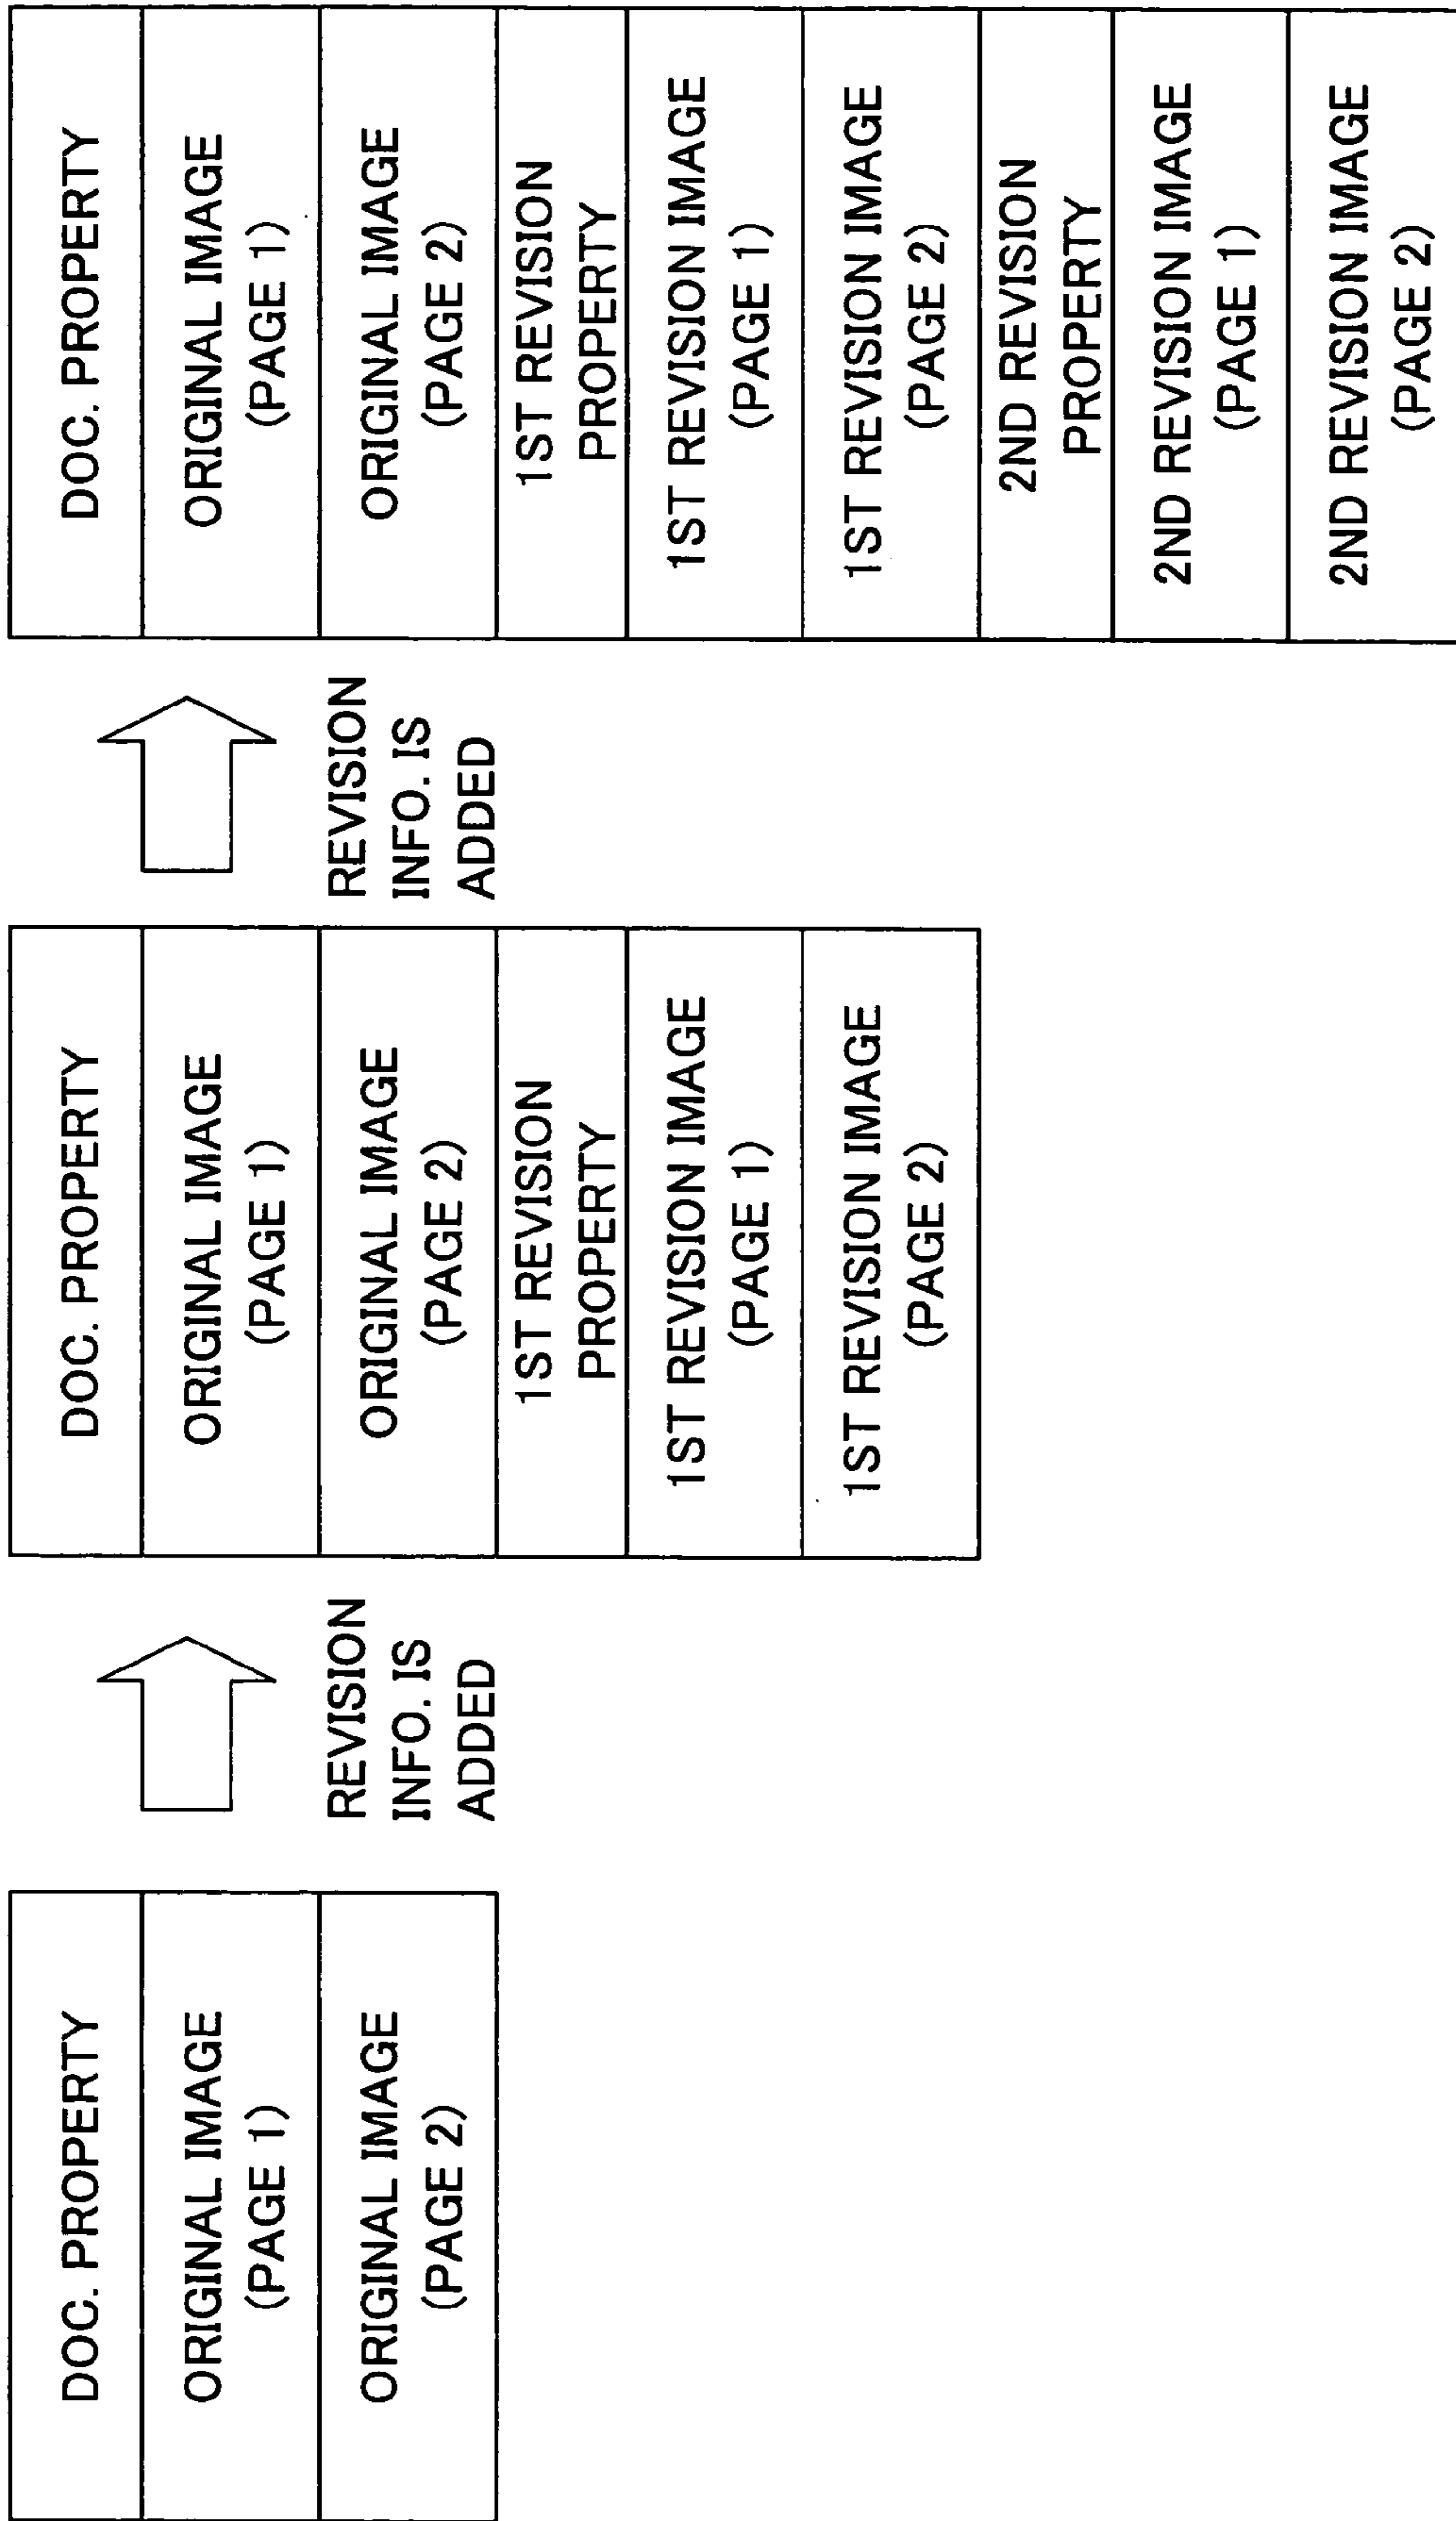 DOC. PROPERTY
ORIGINAL IMAGE
(PAGE 1)
ORIGINAL IMAGE
(PAGE 2)
REVISION
INFO. IS
ADDED
DOC. PROPERTY
ORIGINAL IMAGE
(PAGE 1)
ORIGINAL IMAGE
(PAGE 2)
1ST REVISION
PROPERTY
1ST REVISION IMAGE
(PAGE 1)
1ST REVISION IMAGE
(PAGE 2)
REVISION
INFO. IS
ADDED
DOC. PROPERTY
ORIGINAL IMAGE
(PAGE 1)
ORIGINAL IMAGE
(PAGE 2)
1ST REVISION
PROPERTY
1ST REVISION IMAGE
(PAGE 1)
1ST REVISION IMAGE
(PAGE 2)
2ND REVISION
PROPERTY
2ND REVISION IMAGE
(PAGE 1)
2ND REVISION IMAGE
(PAGE 2)